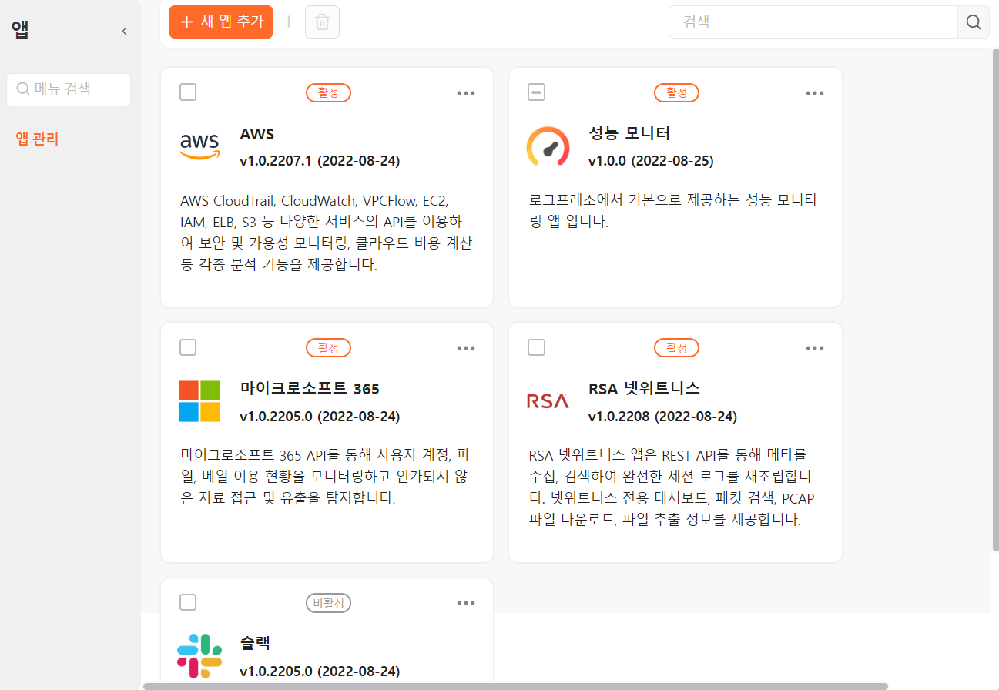 앱
메뉴 검색
앱 관리
새 앱 추가
검색
활성
aws
AWS
v1.0.2207.1 (2022-08-24)
AWS CloudTrail, CloudWatch, VPCFlow, EC2,
IAM, ELB, S3 등 다양한 서비스의 API를 이용하
여 보안 및 가용성 모니터링, 클라우드 비용 계산
등 각종 분석 기능을 제공합니다.
활성
성능 모니터
v1.0.0 (2022-08-25)
로그프레소에서 기본으로 제공하는 성능 모니터
링 앱 입니다.
활성
마이크로소프트 365
v1.0.2205.0 (2022-08-24)
마이크로소프트 365 API를 통해 사용자 계정, 파
일, 메일 이용 현황을 모니터링하고 인가되지 않
은 자료 접근 및 유출을 탐지합니다.
활성
RSA
RSA 넷위트니스
v1.0.2208 (2022-08-24)
RSA 넷위트니스 앱은 REST API를 통해 메타를
수집, 검색하여 완전한 세션 로그를 재조립합니
다. 넷위트니스 전용 대시보드, 패킷 검색, PCAP
파일 다운로드, 파일 추출 정보를 제공합니다.
비활성
슬랙
v1.0.2205.0 (2022-08-24)